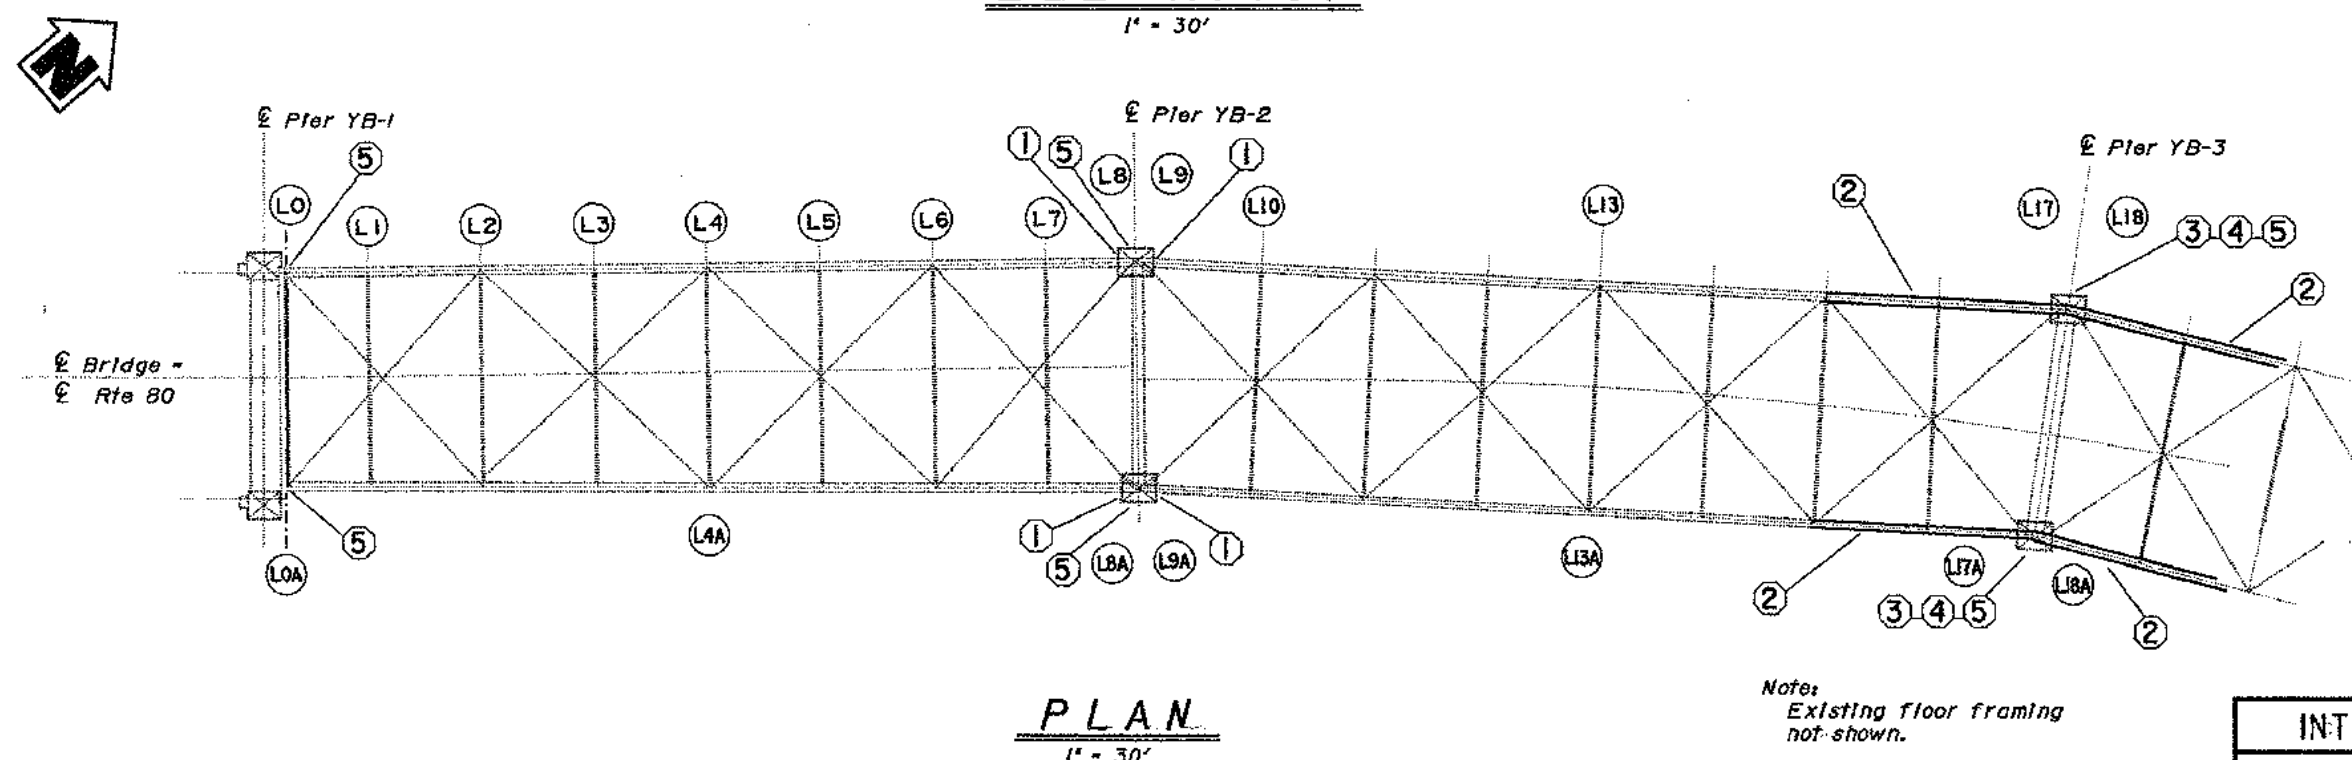 1" = 30'
N
℄ Pier YB-1
℄ Pier YB-2
℄ Pier YB-3
5
1
5
L8
L9
1
L0
L1
L2
L3
L4
L5
L6
L7
L10
L13
2
L17
L18
3 4 5
2
℄ Bridge =
℄ Rte 80
5
L0A
L4A
1
5
L8A
L9A
1
L13A
2
L17A
3 4 5
L18A
2
Note:
Existing floor framing
not shown.
PLAN
1" = 30'
INT